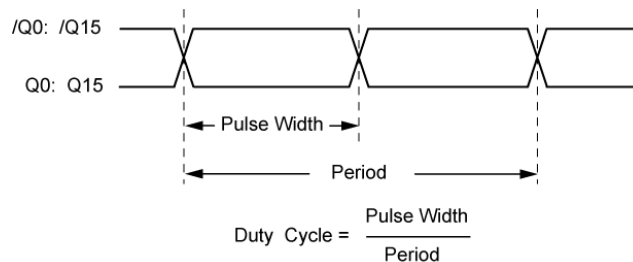 /Q0: /Q15
Q0: Q15
Pulse Width
Period
Duty Cycle = Pulse Width
Period